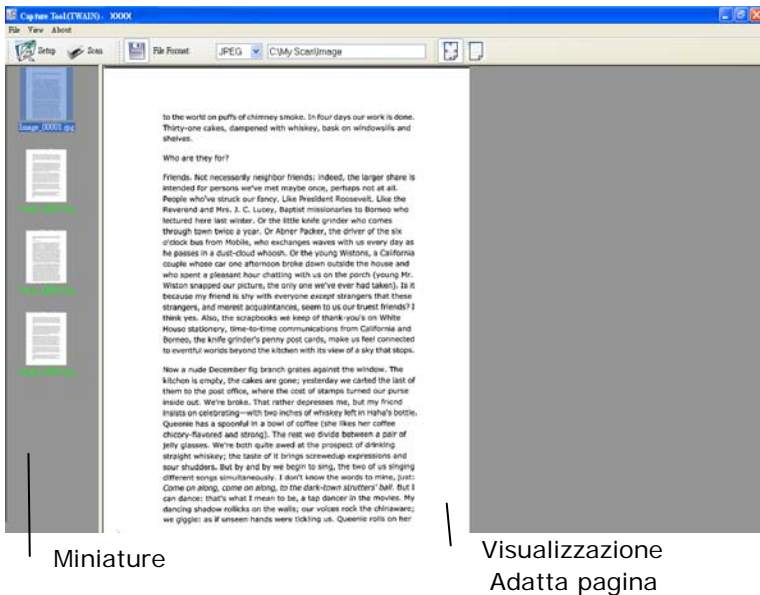 Capture Tool(TWAIN) - XXXX
File View About
Setup Scan File Format JPEG C:\My Scan\Image
Image_00001.jpg
to the world on puffs of chimney smoke. In four days our work is done.
Thirty-one cakes, dampened with whiskey, bask on windowsills and
shelves.
Who are they for?
Friends. Not necessarily neighbor friends: indeed, the larger share is
intended for persons we've met maybe once, perhaps not at all.
People who've struck our fancy. Like President Roosevelt. Like the
Reverend and Mrs. J. C. Lucey, Baptist missionaries to Borneo who
lectured here last winter. Or the little knife grinder who comes
through town twice a year. Or Abner Packer, the driver of the six
o'clock bus from Mobile, who exchanges waves with us every day as
he passes in a dust-cloud whoosh. Or the young Wistons, a California
couple whose car one afternoon broke down outside the house and
who spent a pleasant hour chatting with us on the porch (young Mr.
Wiston snapped our picture, the only one we've ever had taken). Is it
because my friend is shy with everyone except strangers that these
strangers, and merest acquaintances, seem to us our truest friends? I
think yes. Also, the scrapbooks we keep of thank-you's on White
House stationery, time-to-time communications from California and
Borneo, the knife grinder's penny post cards, make us feel connected
to eventful worlds beyond the kitchen with its view of a sky that stops.
Now a nude December fig branch grates against the window. The
kitchen is empty, the cakes are gone; yesterday we carted the last of
them to the post office, where the cost of stamps turned our purse
inside out. We're broke. That rather depresses me, but my friend
insists on celebrating—with two inches of whiskey left in Haha's bottle.
Queenie has a spoonful in a bowl of coffee (she likes her coffee
chicory-flavored and strong). The rest we divide between a pair of
jelly glasses. We're both quite awed at the prospect of drinking
straight whiskey; the taste of it brings screwedup expressions and
sour shudders. But by and by we begin to sing, the two of us singing
different songs simultaneously. I don't know the words to mine, just:
Come on along, come on along, to the dark-town strutters' ball. But I
can dance: that's what I mean to be, a tap dancer in the movies. My
dancing shadow rollicks on the walls; our voices rock the chinaware;
we giggle: as if unseen hands were tickling us. Queenie rolls on her
Miniature
Visualizzazione
Adatta pagina